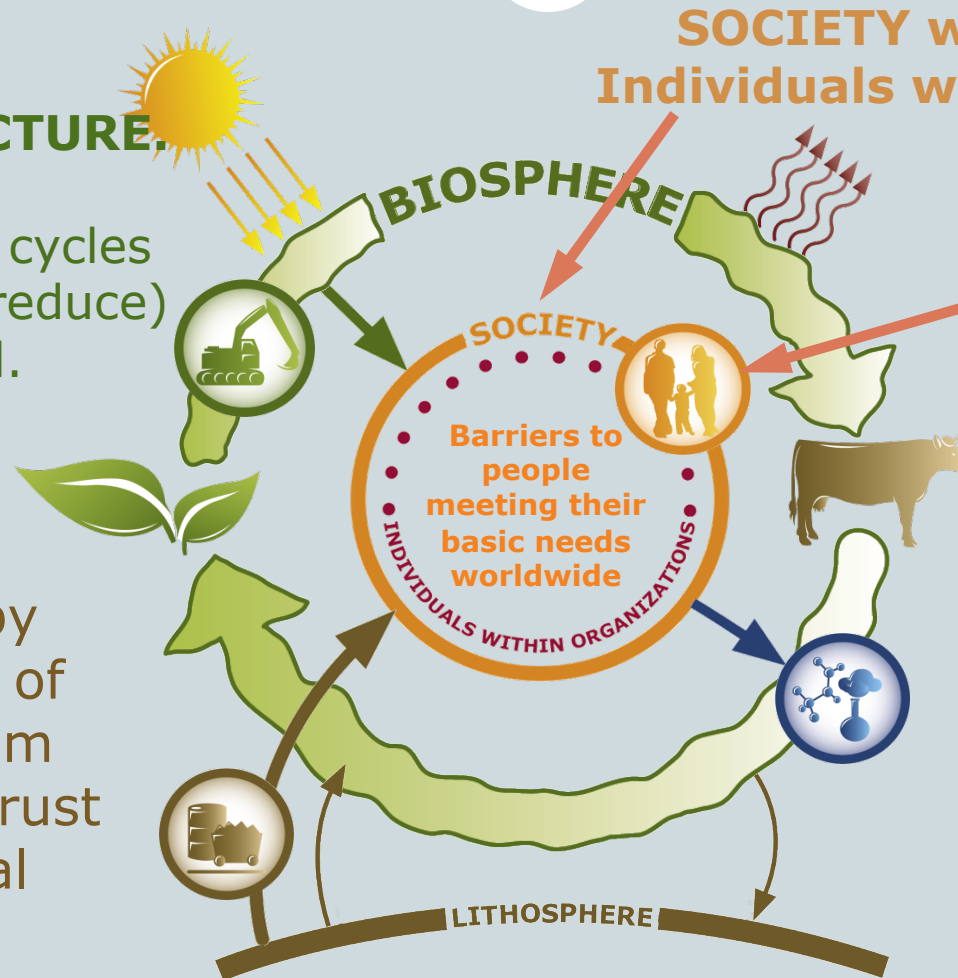 SOCIETY w
Individuals w
CTURE.
cycles
reduce)
l.
BIOSPHERE
SOCIETY
Barriers to
people
meeting their
basic needs
worldwide
INDIVIDUALS WITHIN ORGANIZATIONS
by
of
m
rust
al
LITHOSPHERE